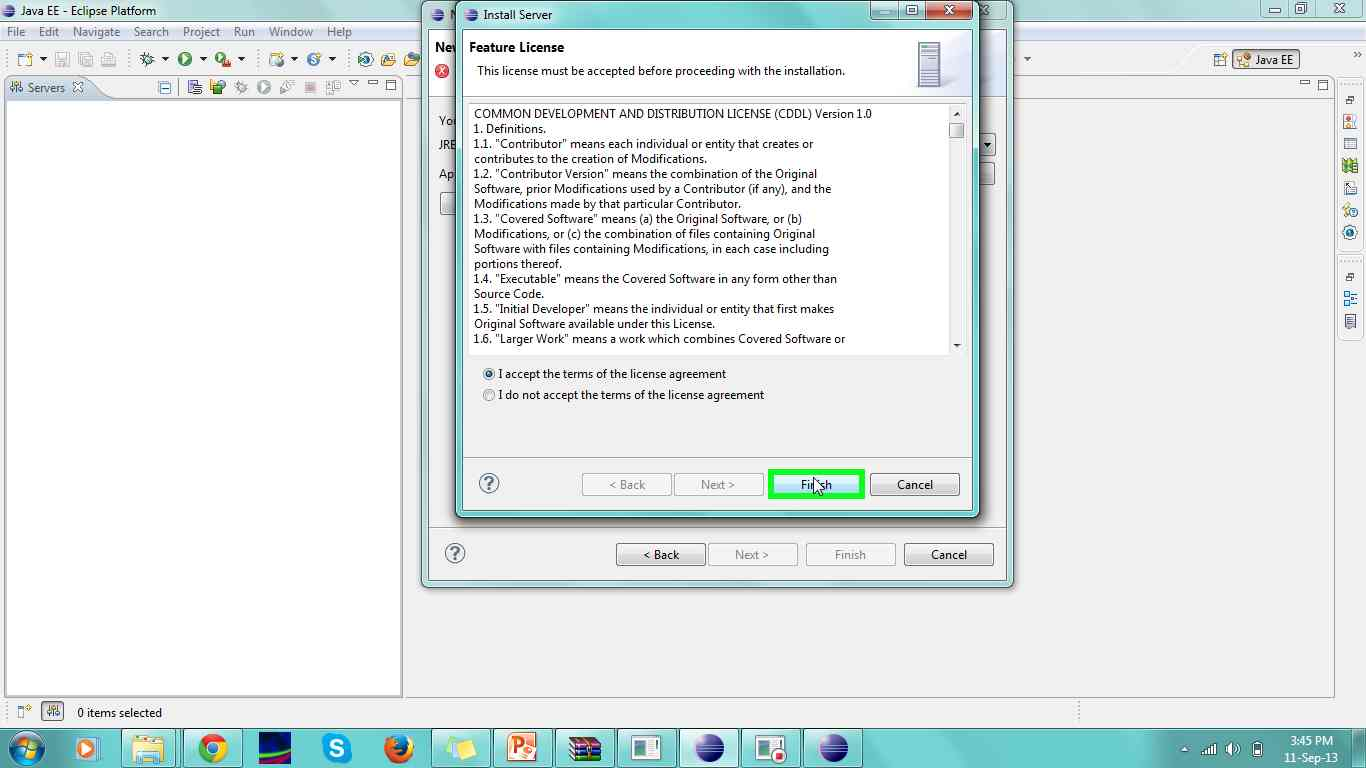 Java EE - Eclipse Platform
File Edit Navigate Search Project Run Window Help
Java EE
Servers
Install Server
Feature License
This license must be accepted before proceeding with the installation.
COMMON DEVELOPMENT AND DISTRIBUTION LICENSE (CDDL) Version 1.0
1. Definitions.
1.1. "Contributor" means each individual or entity that creates or
contributes to the creation of Modifications.
1.2. "Contributor Version" means the combination of the Original
Software, prior Modifications used by a Contributor (if any), and the
Modifications made by that particular Contributor.
1.3. "Covered Software" means (a) the Original Software, or (b)
Modifications, or (c) the combination of files containing Original
Software with files containing Modifications, in each case including
portions thereof.
1.4. "Executable" means the Covered Software in any form other than
Source Code.
1.5. "Initial Developer" means the individual or entity that first makes
Original Software available under this License.
1.6. "Larger Work" means a work which combines Covered Software or
I accept the terms of the license agreement
I do not accept the terms of the license agreement
< Back Next > Finish Cancel
< Back Next > Finish Cancel
0 items selected
3:45 PM
11-Sep-13